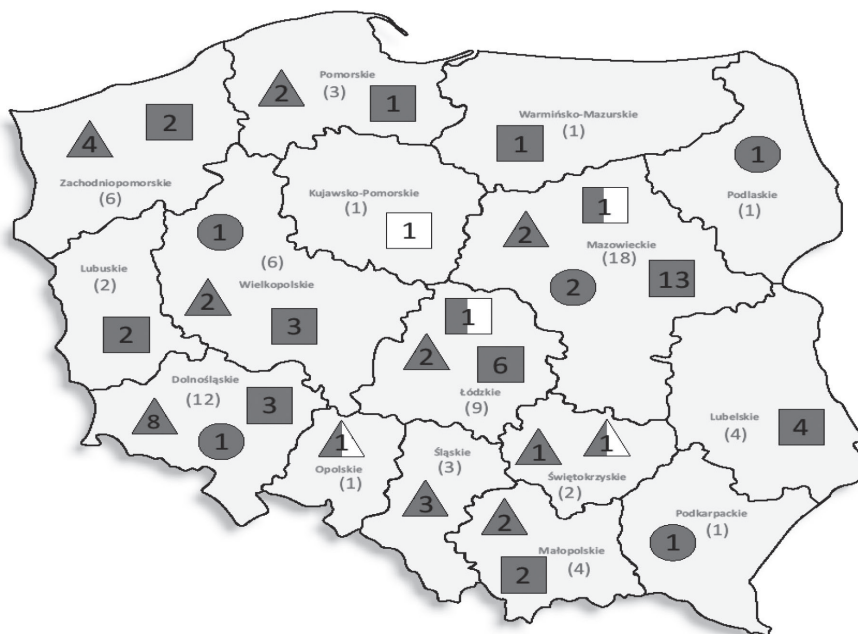 Pomorskie
2
(3)
1
Warmińsko-Mazurskie
1
(1)
4
2
Zachodniopomorskie
(6)
Kujawsko-Pomorskie
(1)
1
1
Podlaskie
(1)
1
2
Mazowieckie
(18)
2
13
1
(6)
Wielkopolskie
2
3
Lubuskie
(2)
2
1
2
6
Łódzkie
(9)
Dolnośląskie
(12)
3
8
1
Lubelskie
4
(4)
1
Opolskie
(1)
Śląskie
(3)
3
1
1
Świętokrzyskie
(2)
2
Małopolskie
2
(4)
Podkarpackie
(1)
1